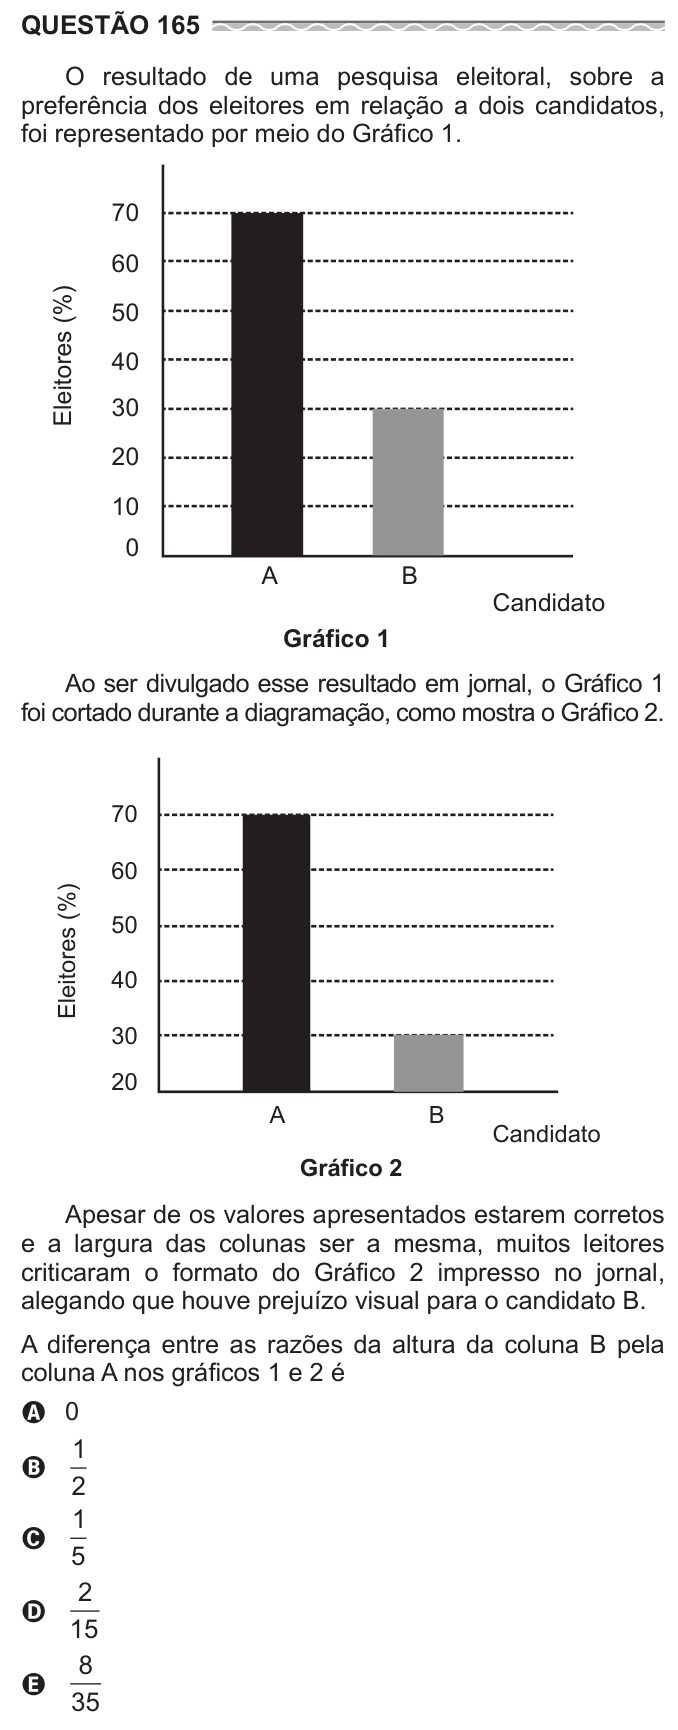 QUESTÃO 165
O resultado de uma pesquisa eleitoral, sobre a
preferência dos eleitores em relação a dois candidatos,
foi representado por meio do Gráfico 1.
70
60
50
40
30
20
10
0
Eleitores (%)
A B
Candidato
Gráfico 1
Ao ser divulgado esse resultado em jornal, o Gráfico 1
foi cortado durante a diagramação, como mostra o Gráfico 2.
70
60
50
40
30
20
Eleitores (%)
A B
Candidato
Gráfico 2
Apesar de os valores apresentados estarem corretos
e a largura das colunas ser a mesma, muitos leitores
criticaram o formato do Gráfico 2 impresso no jornal,
alegando que houve prejuízo visual para o candidato B.
A diferença entre as razões da altura da coluna B pela
coluna A nos gráficos 1 e 2 é
A 0
B 1/2
C 1/5
D 2/15
E 8/35